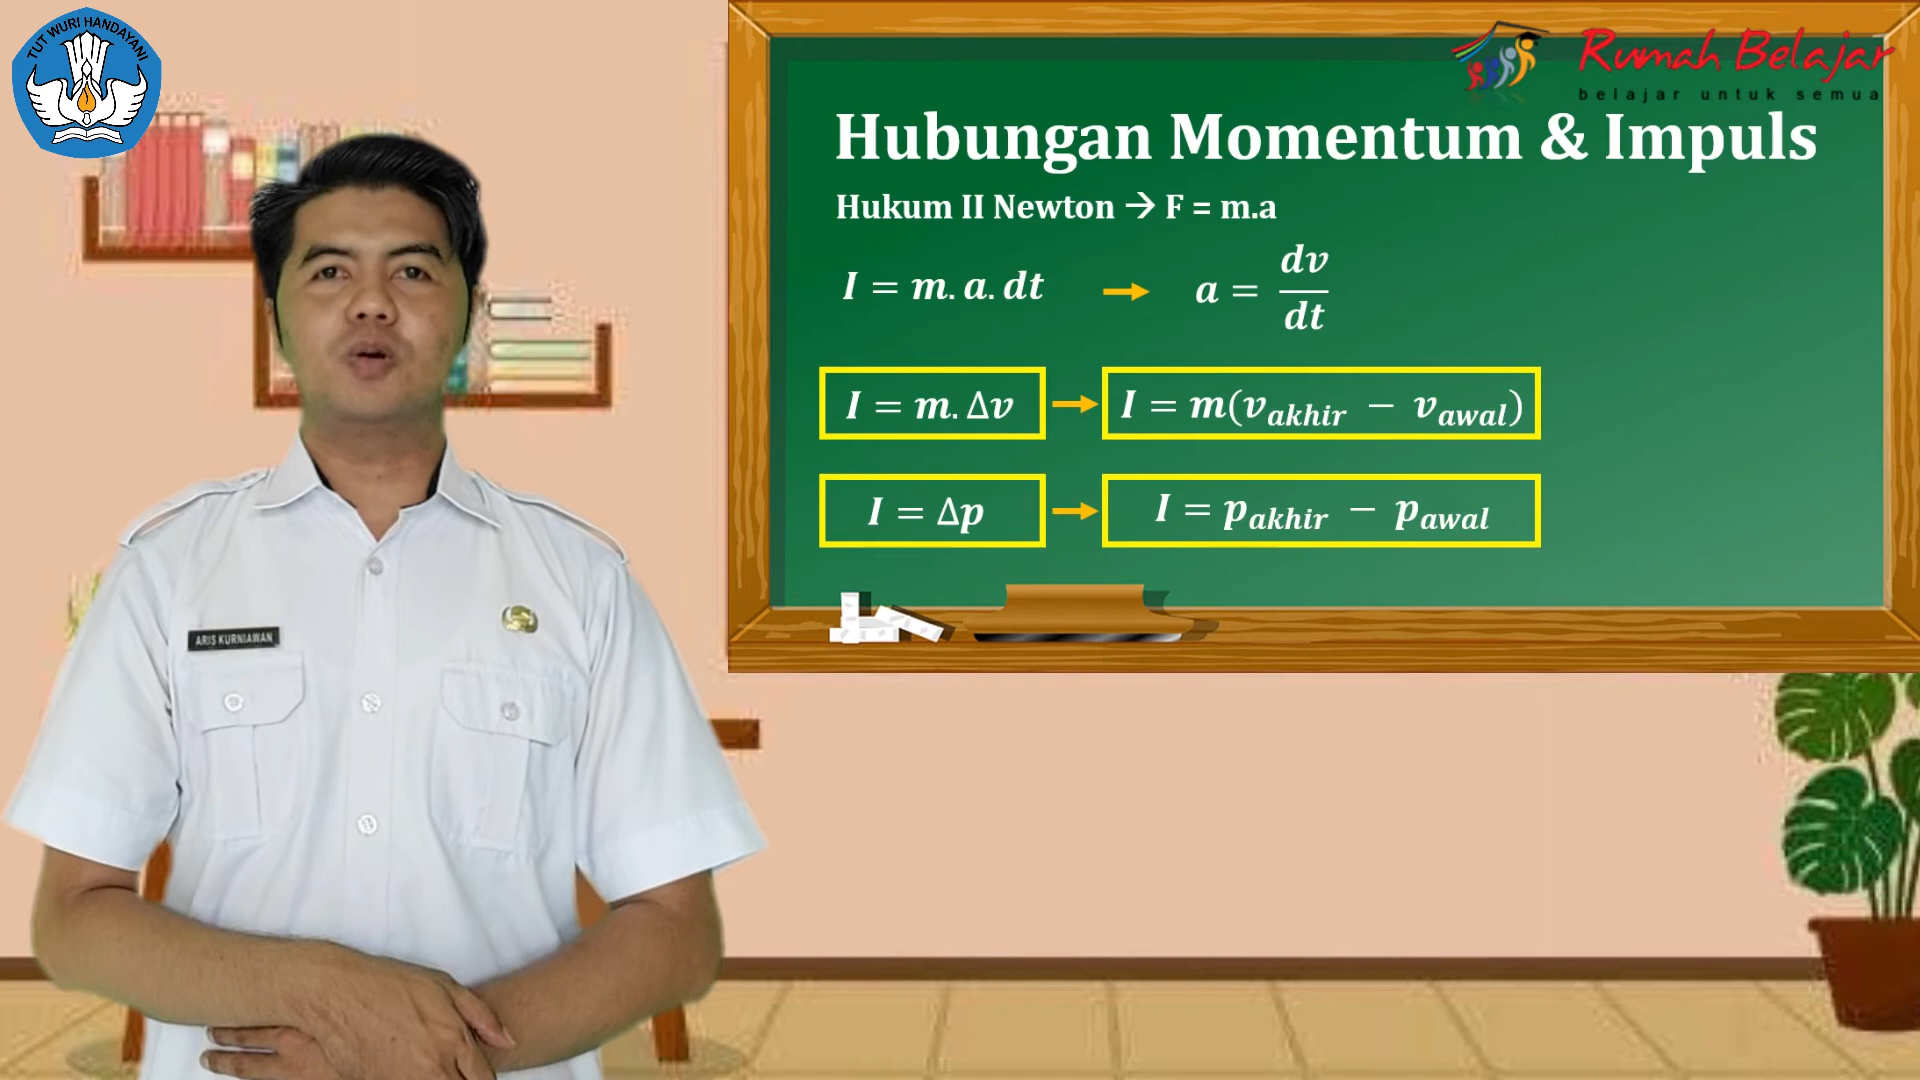 TUT WURI HANDAYANI
Rumah Belajar
belajar untuk semua
Hubungan Momentum & Impuls
Hukum II Newton → F = m.a
I = m. a. dt → a = dv/dt
I = m. Δv → I = m(v_akhir − v_awal)
I = Δp → I = p_akhir − p_awal
ARIS KURNIAWAN